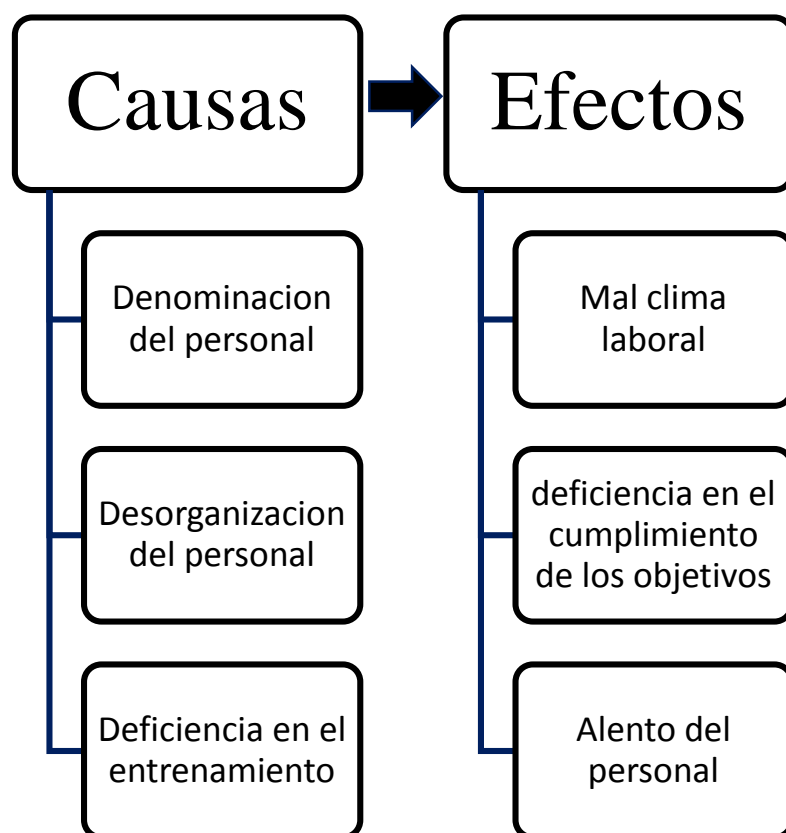 Causas
Denominacion
del personal
Desorganizacion
del personal
Deficiencia en el
entrenamiento
Efectos
Mal clima
laboral
deficiencia en el
cumplimiento
de los objetivos
Alento del
personal